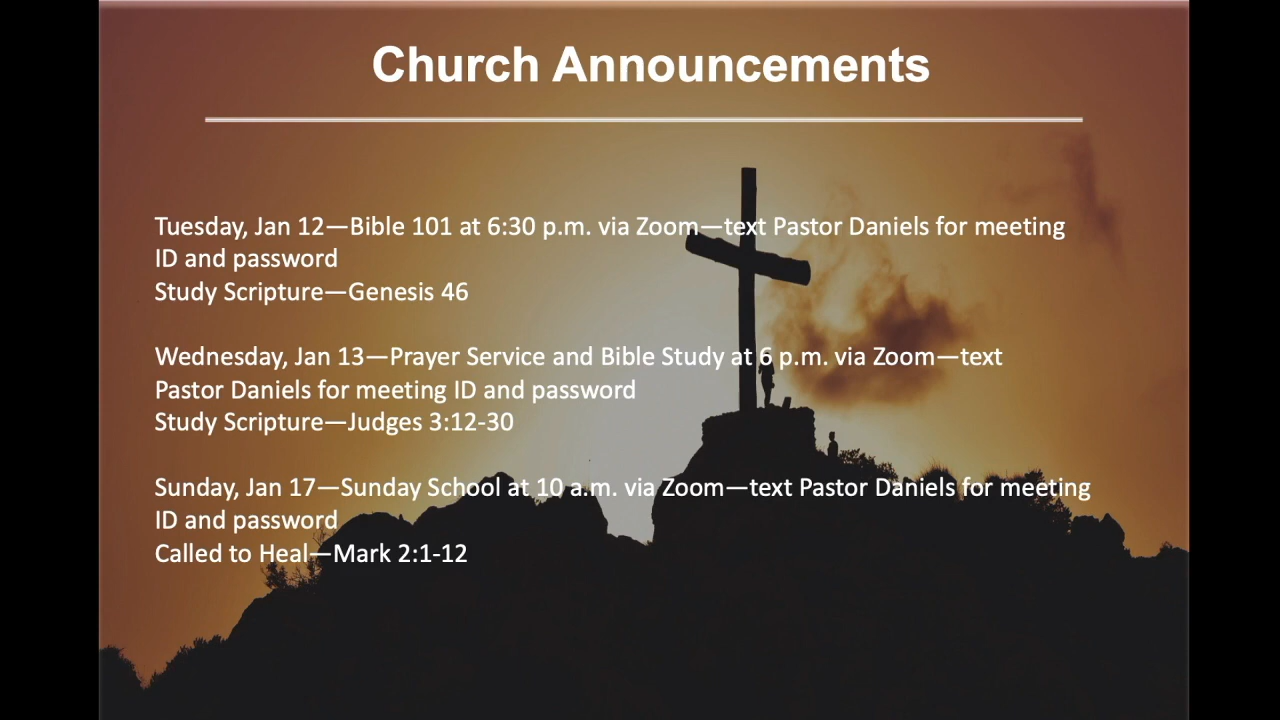 Church Announcements
Tuesday, Jan 12—Bible 101 at 6:30 p.m. via Zoom—text Pastor Daniels for meeting
ID and password
Study Scripture—Genesis 46
Wednesday, Jan 13—Prayer Service and Bible Study at 6 p.m. via Zoom—text
Pastor Daniels for meeting ID and password
Study Scripture—Judges 3:12-30
Sunday, Jan 17—Sunday School at 10 a.m. via Zoom—text Pastor Daniels for meeting
ID and password
Called to Heal—Mark 2:1-12